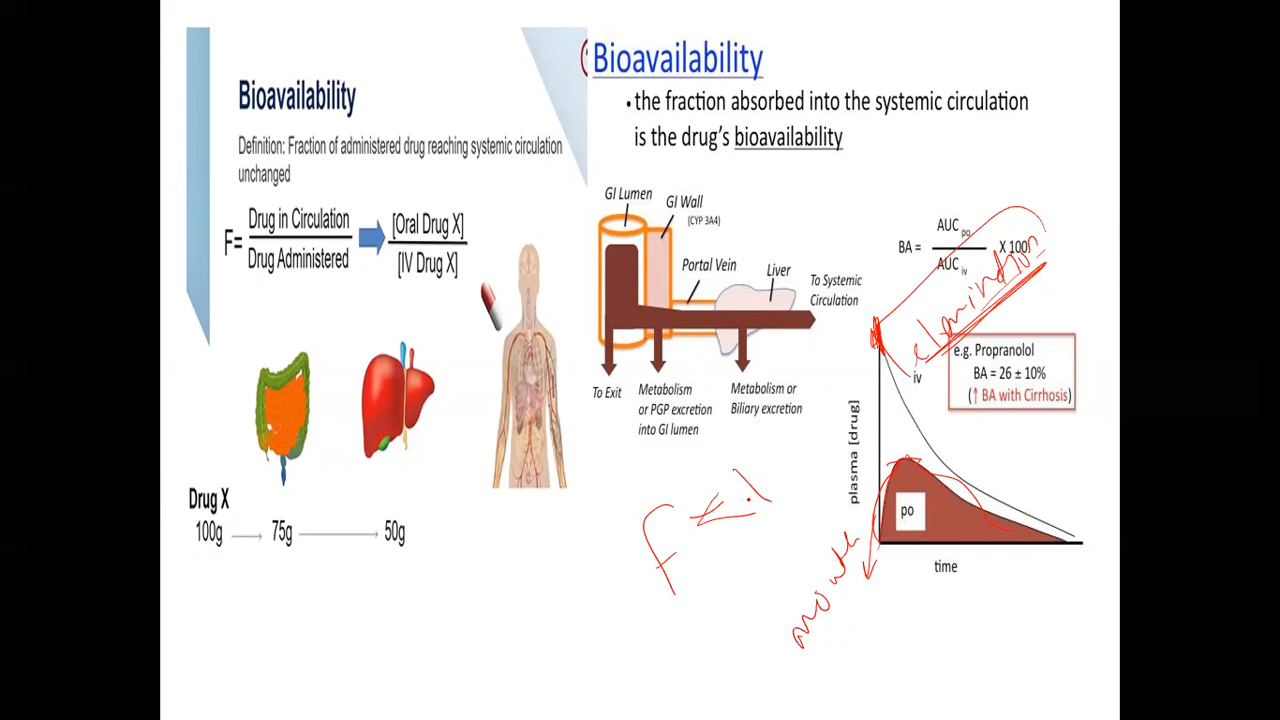 Bioavailability
Definition: Fraction of administered drug reaching systemic circulation
unchanged
F= Drug in Circulation [Oral Drug X]
Drug Administered [IV Drug X]
Drug X
100g 75g 50g
Bioavailability
• the fraction absorbed into the systemic circulation
is the drug's bioavailability
GI Lumen
GI Wall
(CYP 3A4)
Portal Vein
Liver
To Systemic
Circulation
To Exit
Metabolism
or PGP excretion
into GI lumen
Metabolism or
Biliary excretion
BA = AUC po X 100
AUC iv
elamination
e.g. Propranolol
BA = 26 ± 10%
(↑ BA with Cirrhosis)
iv
plasma [drug]
po
time
mouth